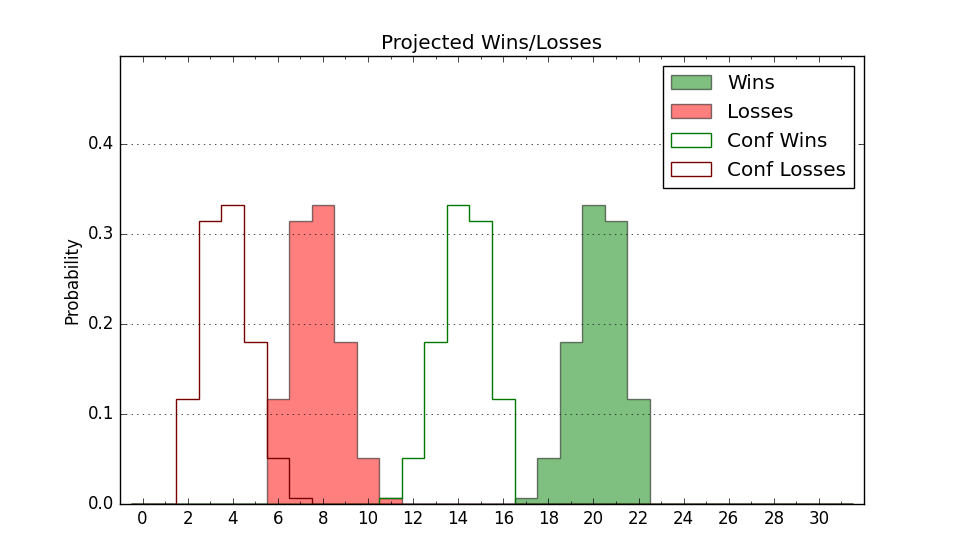 Projected Wins/Losses
Wins
Losses
Conf Wins
Conf Losses
Probability
0.4
0.3
0.2
0.1
0.0
0 2 4 6 8 10 12 14 16 18 20 22 24 26 28 30